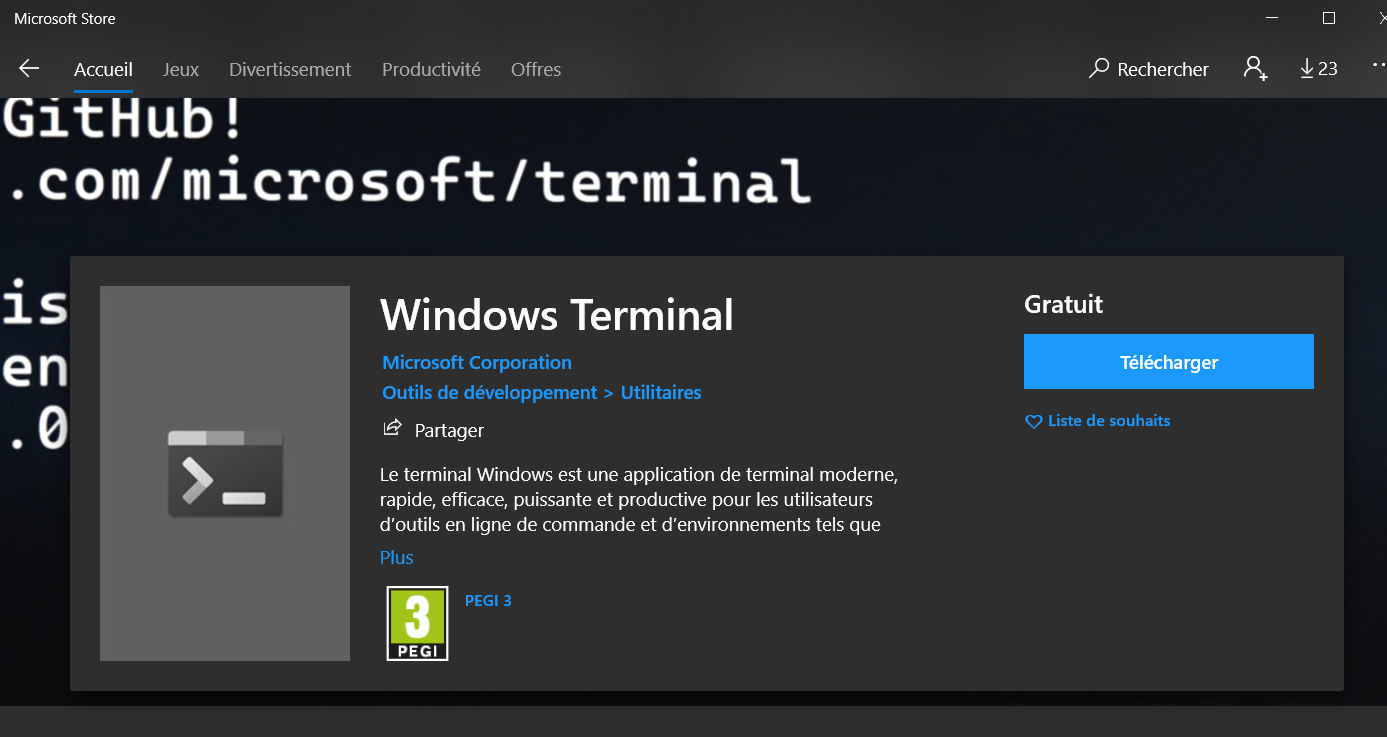 Microsoft Store
Accueil Jeux Divertissement Productivité Offres Rechercher 23
GitHub!
.com/microsoft/terminal
is
en
.0
Windows Terminal
Microsoft Corporation
Outils de développement > Utilitaires
Partager
Le terminal Windows est une application de terminal moderne,
rapide, efficace, puissante et productive pour les utilisateurs
d’outils en ligne de commande et d’environnements tels que
Plus
3
PEGI
PEGI 3
Gratuit
Télécharger
Liste de souhaits